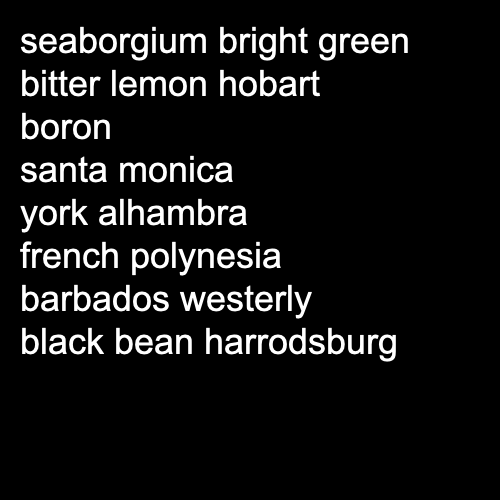 seaborgium bright green
bitter lemon hobart
boron
santa monica
york alhambra
french polynesia
barbados westerly
black bean harrodsburg